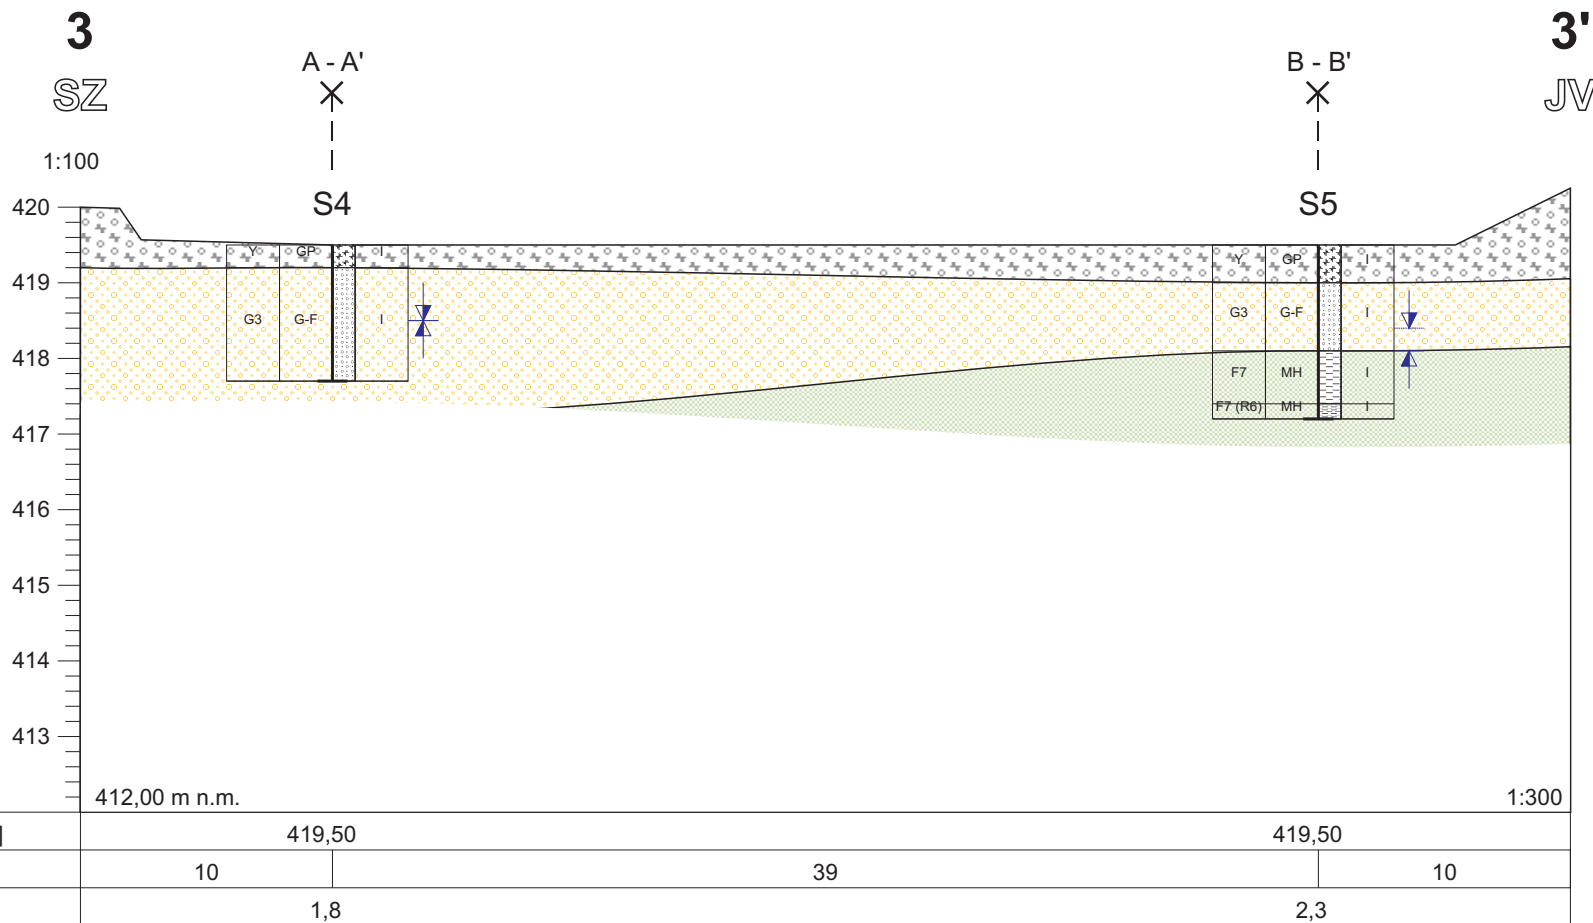 3
3'
SZ
JV
A - A'
B - B'
1:100
S4
S5
420
419
418
417
416
415
414
413
Y GP I
G3 G-F I
Y GP I
G3 G-F I
F7 MH I
F7 (R6) MH I
412,00 m n.m.
1:300
419,50 419,50
10 39 10
1,8 2,3